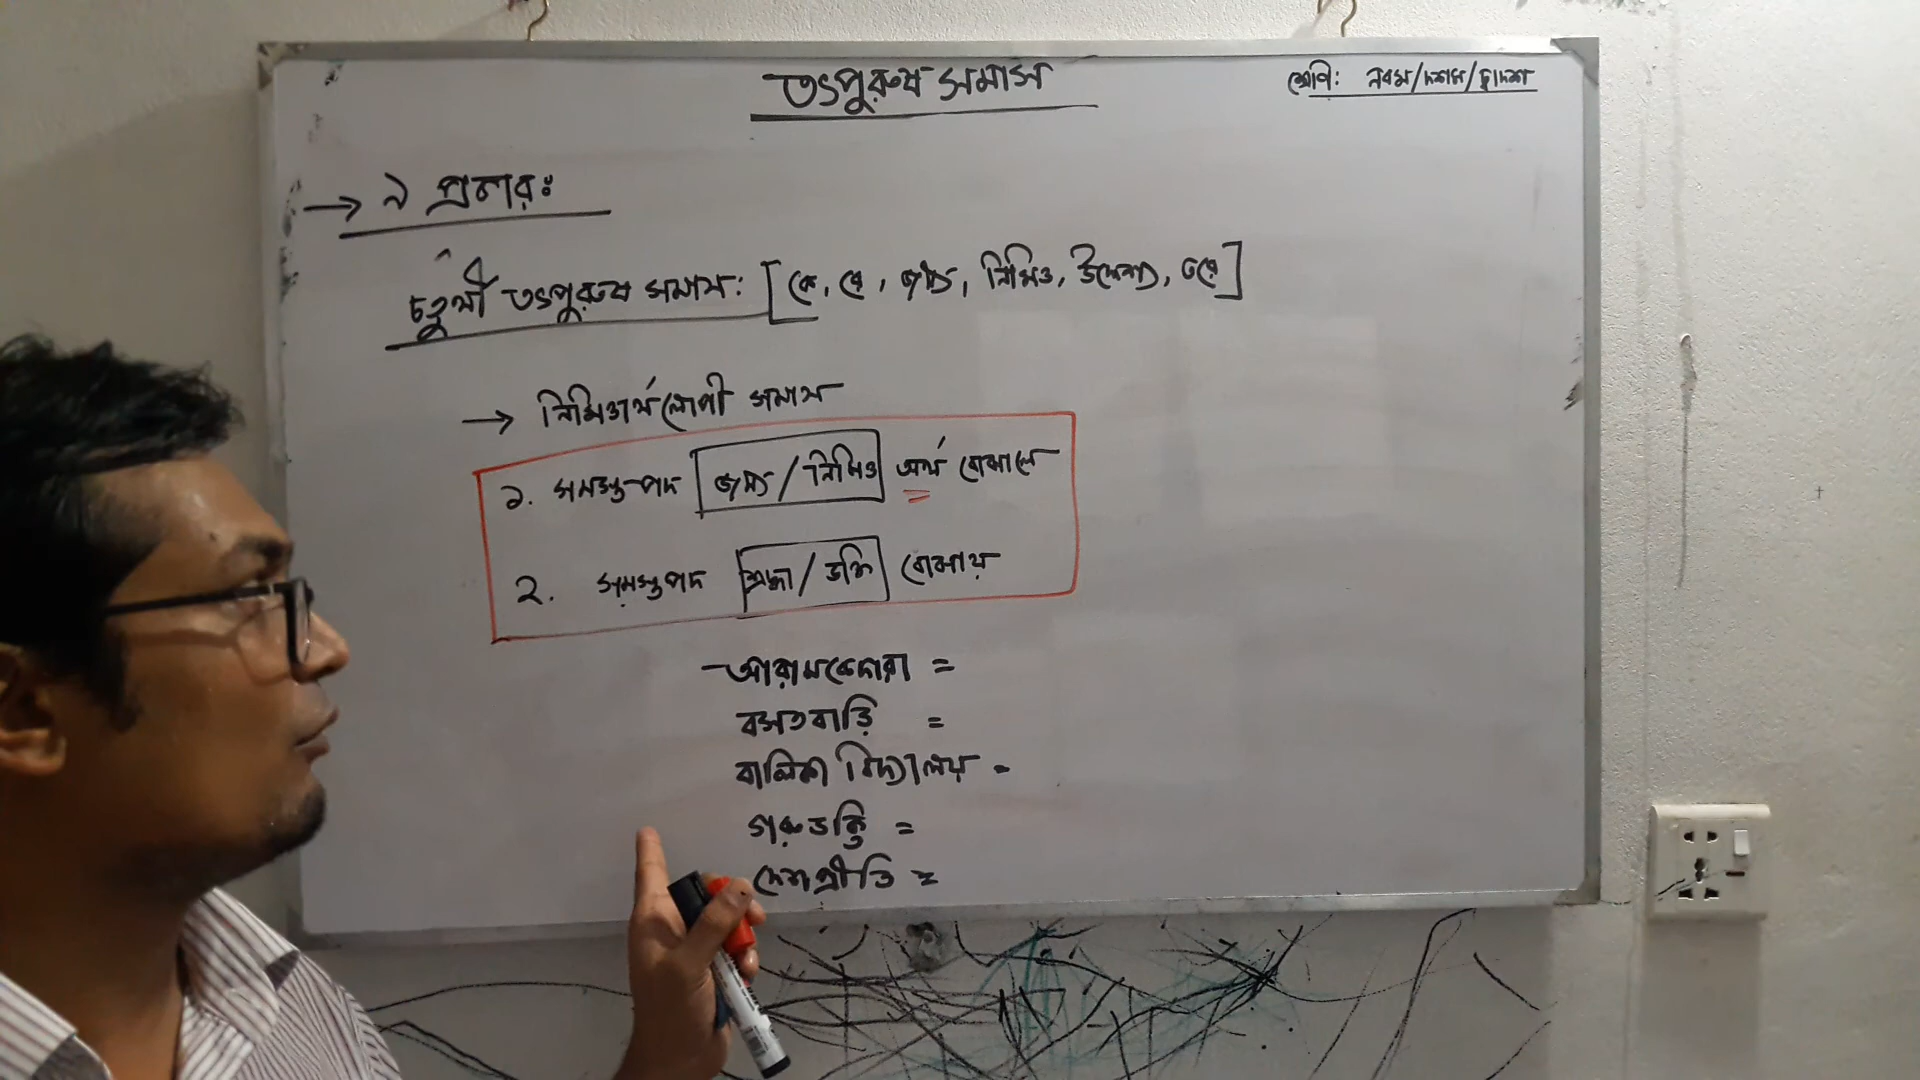 তৎপুরুষ সমাস
শ্রেণি: নবম/দশম/দ্বাদশ
→ ৯ প্রকার:
চতুর্থী তৎপুরুষ সমাস: [কে, রে, জন্য, নিমিত্ত, উদ্দেশ্য, তরে]
→ নিমিত্তার্থলোপী সমাস
১. সমস্তপদ জন্য/নিমিত্ত অর্থ বোঝালে
২. সমস্তপদ শ্রদ্ধা/ভক্তি বোঝায়
আরামকেদারা =
বসতবাড়ি =
বালিকা বিদ্যালয় =
গুরুভক্তি =
দেশপ্রীতি =